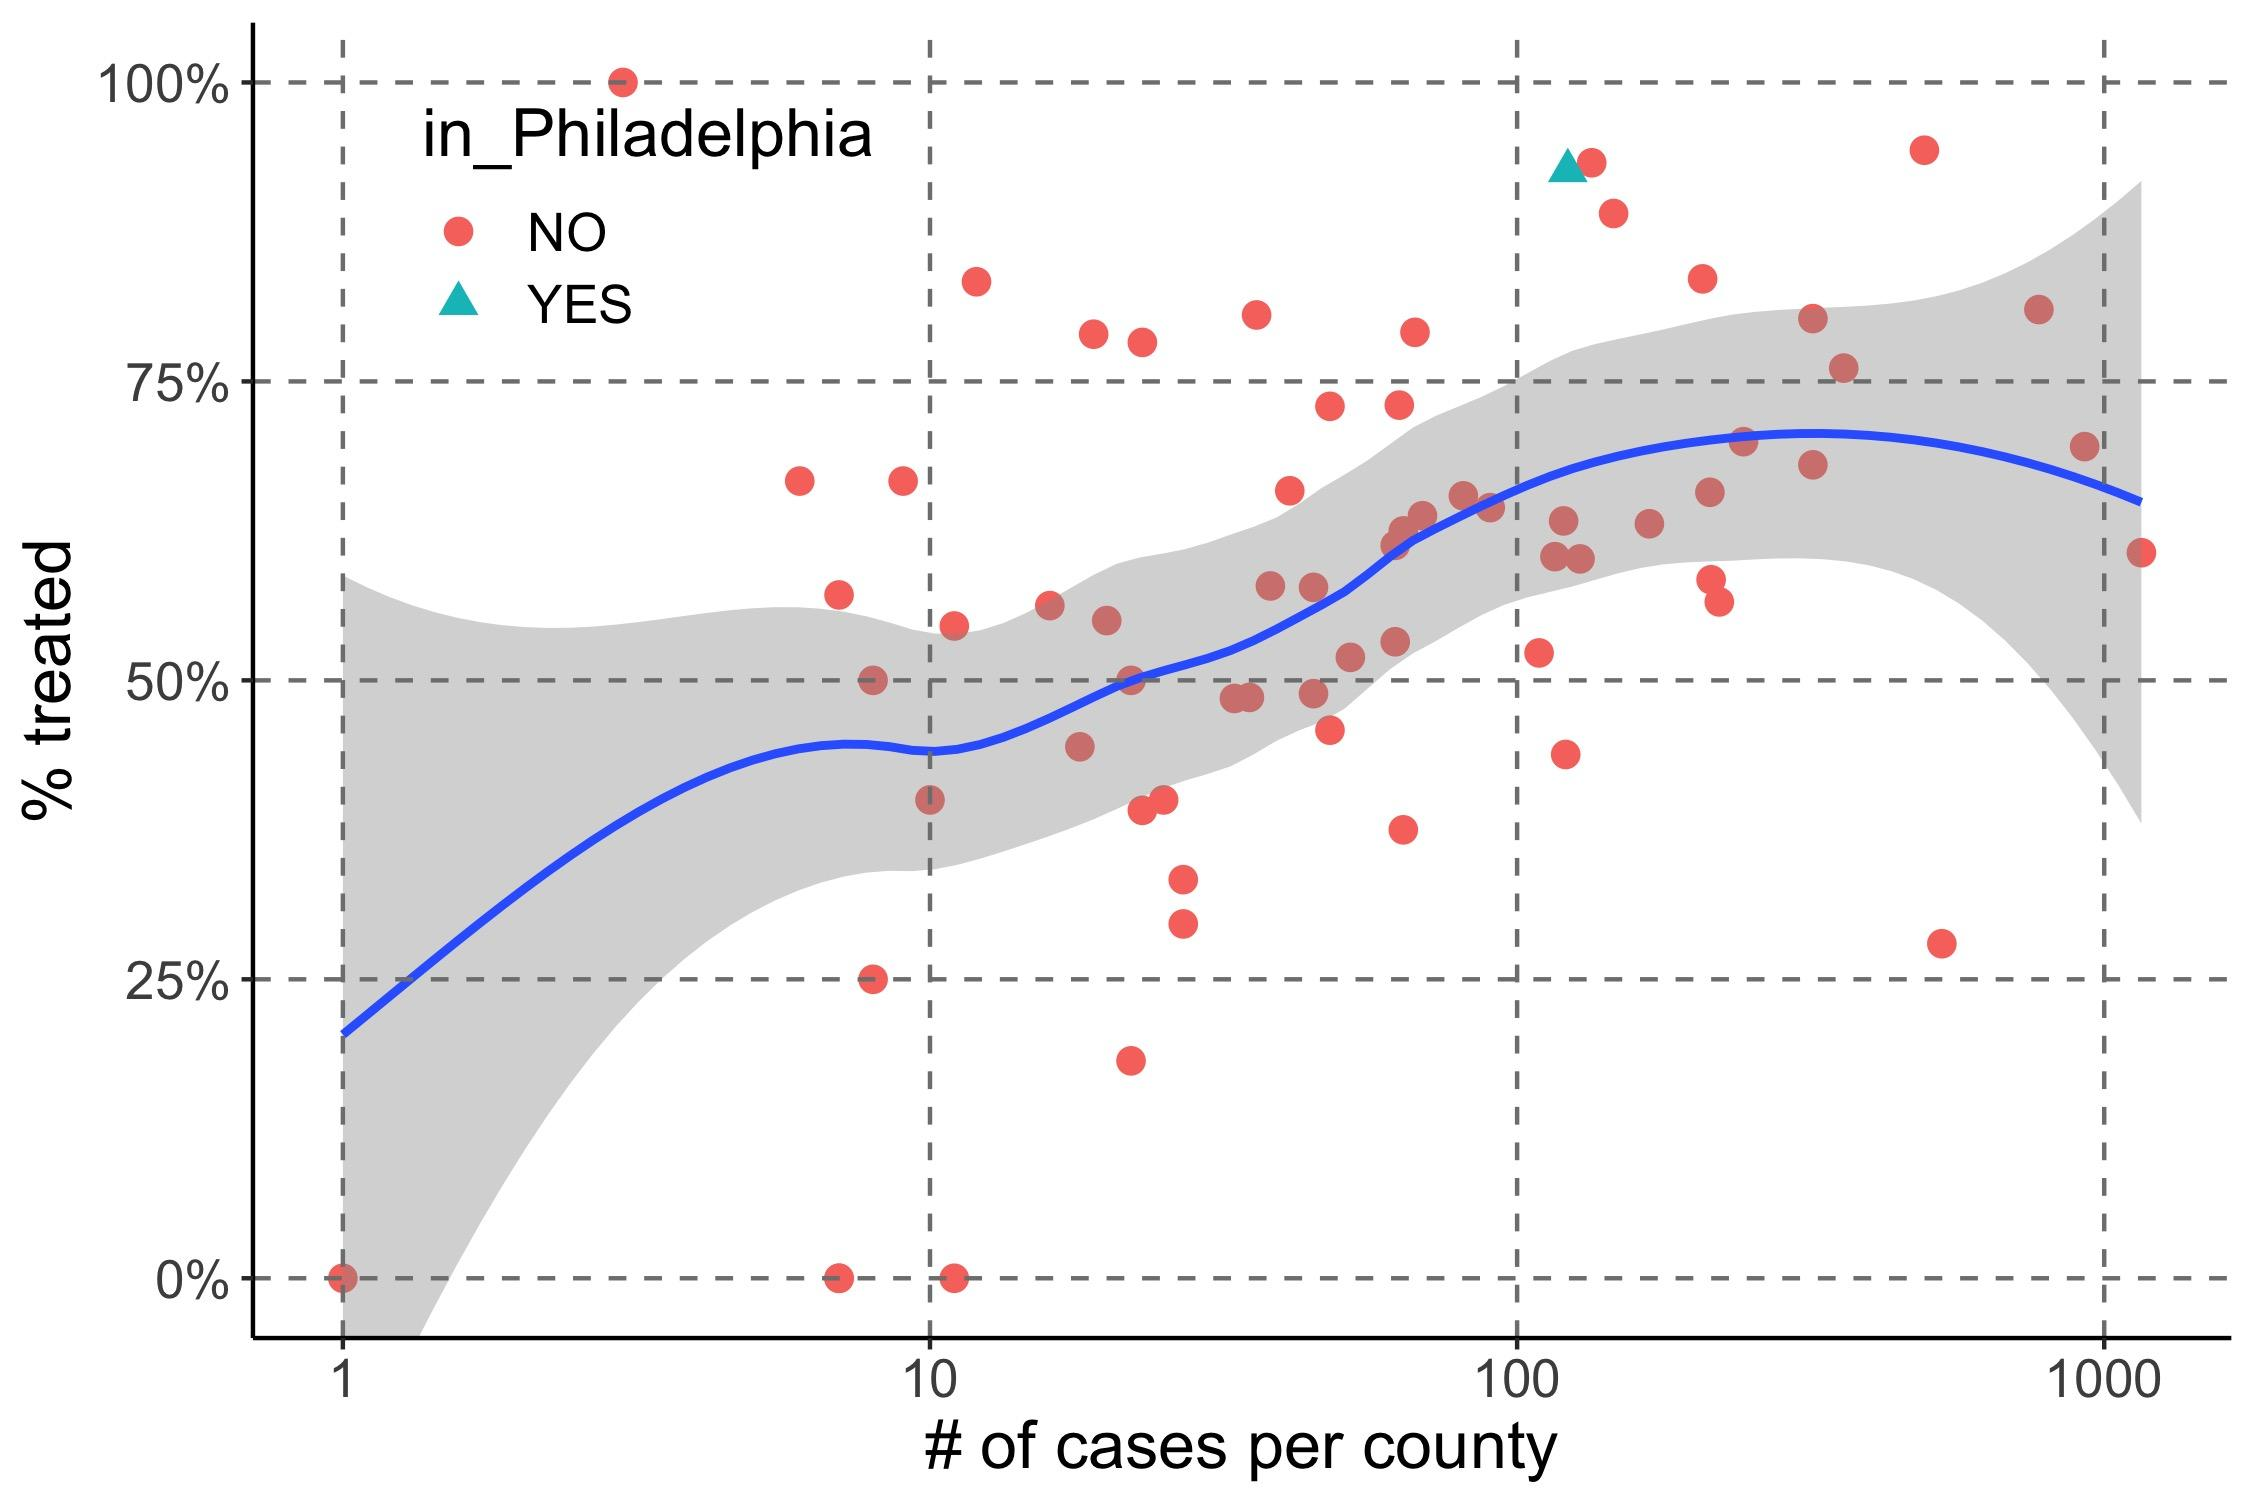 100%
in_Philadelphia
NO
YES
75%
50%
25%
0%
% treated
1 10 100 1000
# of cases per county